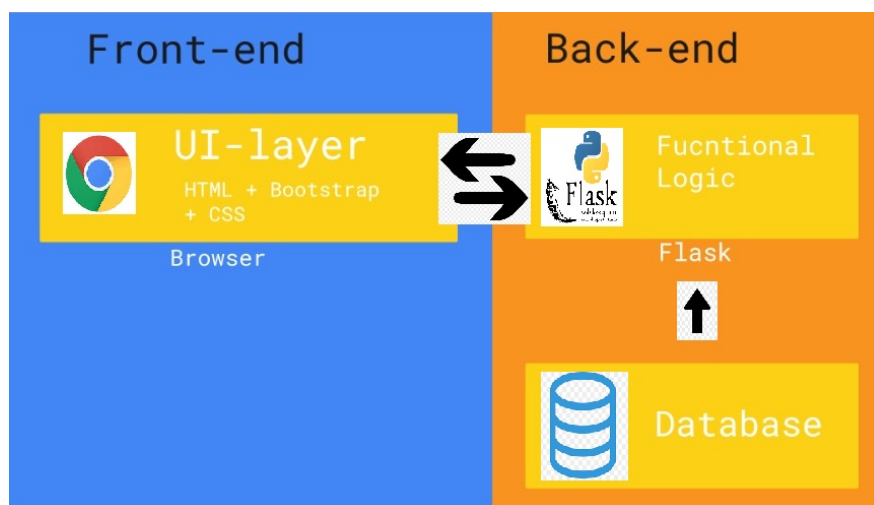 Front-end
Back-end
UI-layer
HTML + Bootstrap
+ CSS
Browser
Flask
Fucntional
Logic
Flask
Database